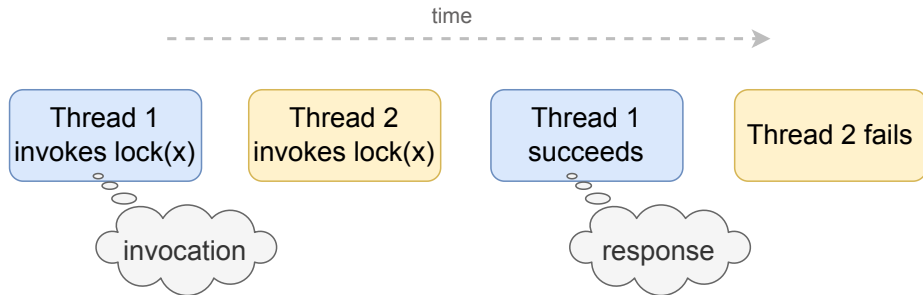 time
Thread 1
invokes lock(x)
Thread 2
invokes lock(x)
Thread 1
succeeds
Thread 2 fails
invocation
response